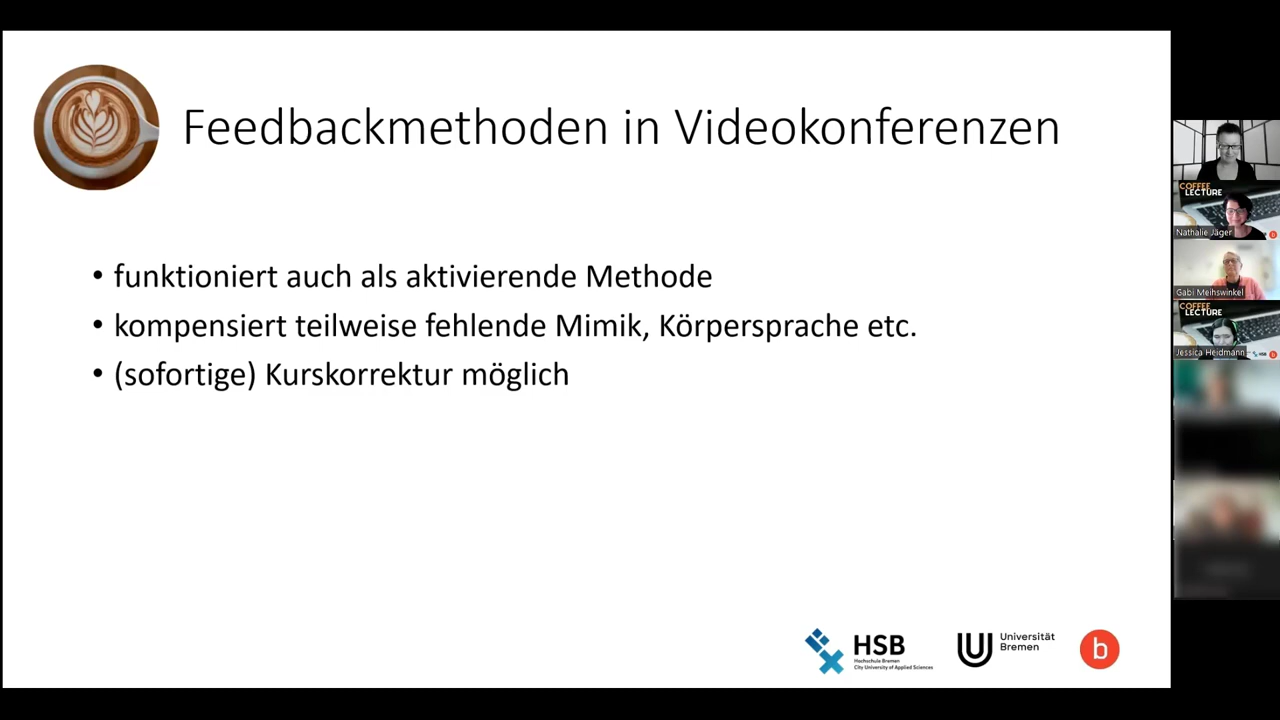 Feedbackmethoden in Videokonferenzen
• funktioniert auch als aktivierende Methode
• kompensiert teilweise fehlende Mimik, Körpersprache etc.
• (sofortige) Kurskorrektur möglich
HSB
Hochschule Bremen
City University of Applied Sciences
Universität
Bremen
b
COFFEE
LECTURE
Nathalie Jäger
Gabi Meihswinkel
COFFEE
LECTURE
Jessica Heidmann